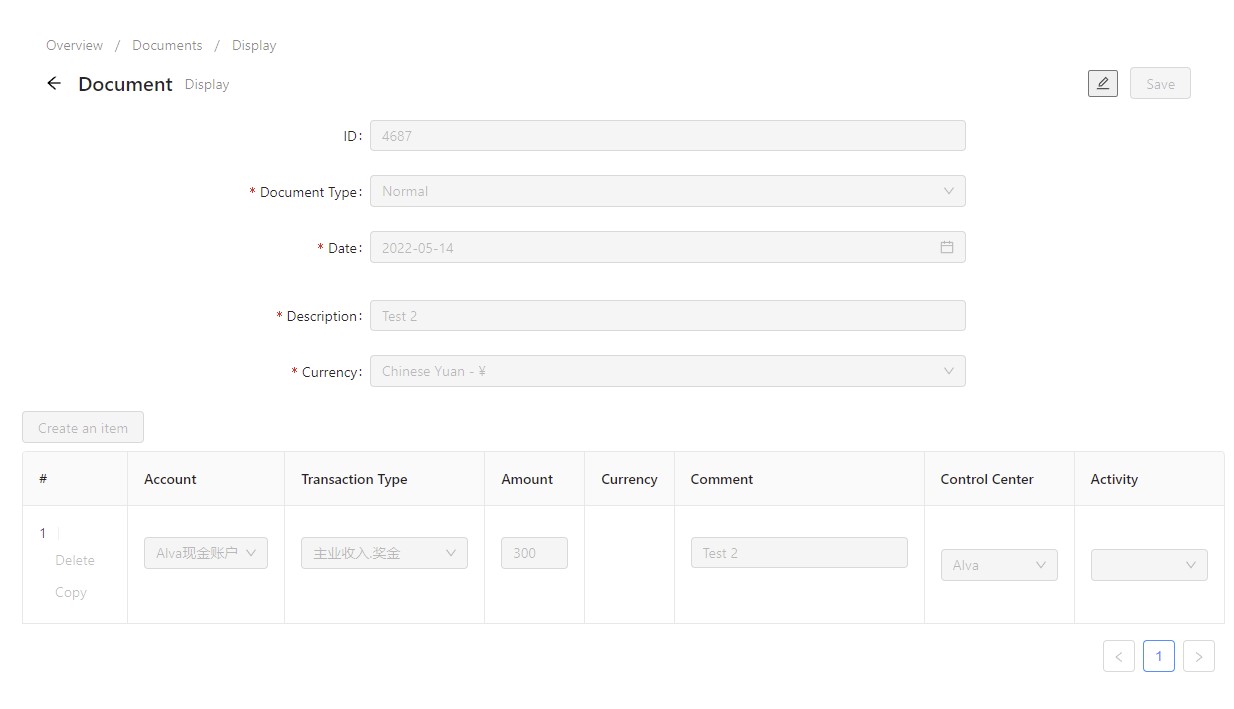 Overview / Documents / Display
Document Display
Save
ID: 4687
* Document Type: Normal
* Date: 2022-05-14
* Description: Test 2
* Currency: Chinese Yuan - ¥
Create an item
# Account Transaction Type Amount Currency Comment Control Center Activity
1 Alva现金账户 主业收入.奖金 300 Test 2 Alva
Delete
Copy
< 1 >